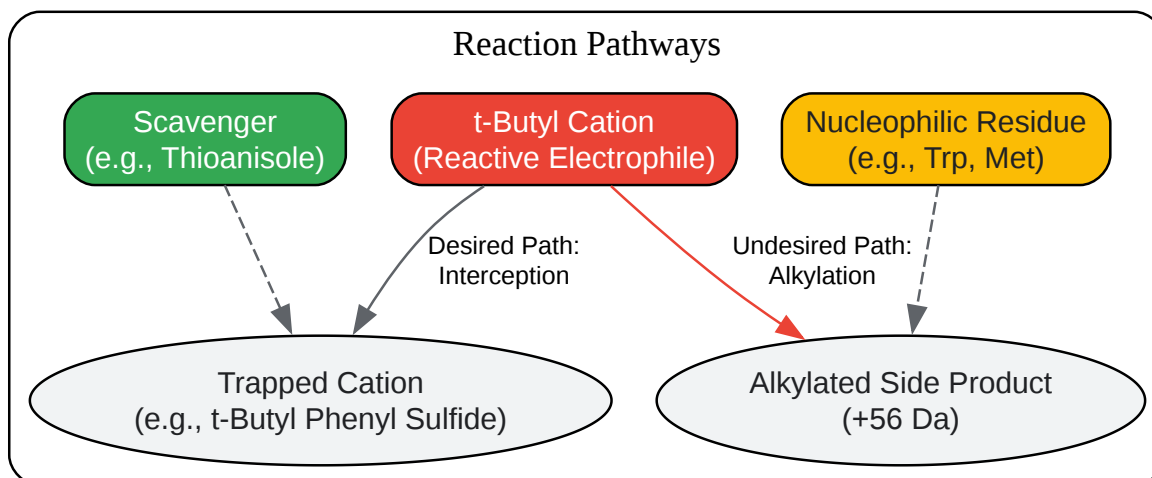 Reaction Pathways
Scavenger
(e.g., Thioanisole)
t-Butyl Cation
(Reactive Electrophile)
Nucleophilic Residue
(e.g., Trp, Met)
Desired Path:
Interception
Undesired Path:
Alkylation
Trapped Cation
(e.g., t-Butyl Phenyl Sulfide)
Alkylated Side Product
(+56 Da)